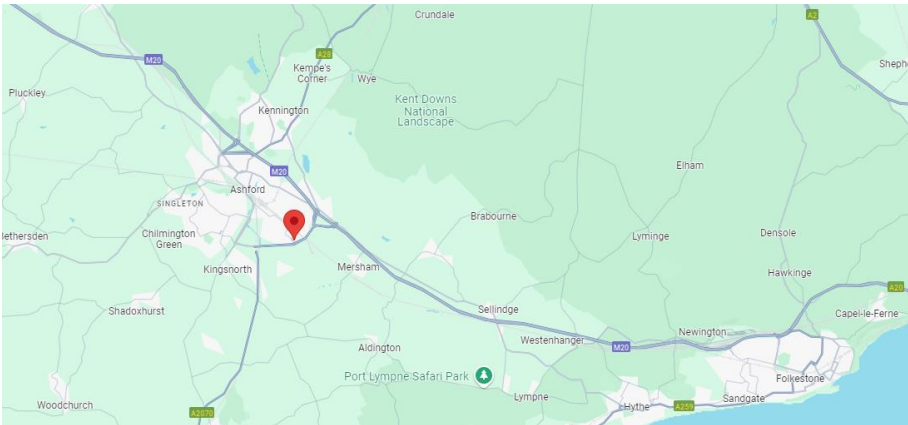 Crundale
A2
A28
M20
Kempe's
Corner
Wye
Sheph
Pluckley
Kent Downs
National
Landscape
Kennington
Elham
M20
Ashford
SINGLETON
Brabourne
Chilmington
Green
ethersden
Lyminge
Densole
Kingsnorth
Mersham
Hawkinge
A20
Shadoxhurst
Sellindge
Capel-le-Ferne
Newington
Westenhanger
M20
Aldington
Port Lympne Safari Park
Folkestone
Lympne
Sandgate
Woodchurch
Hythe
A259
A2070